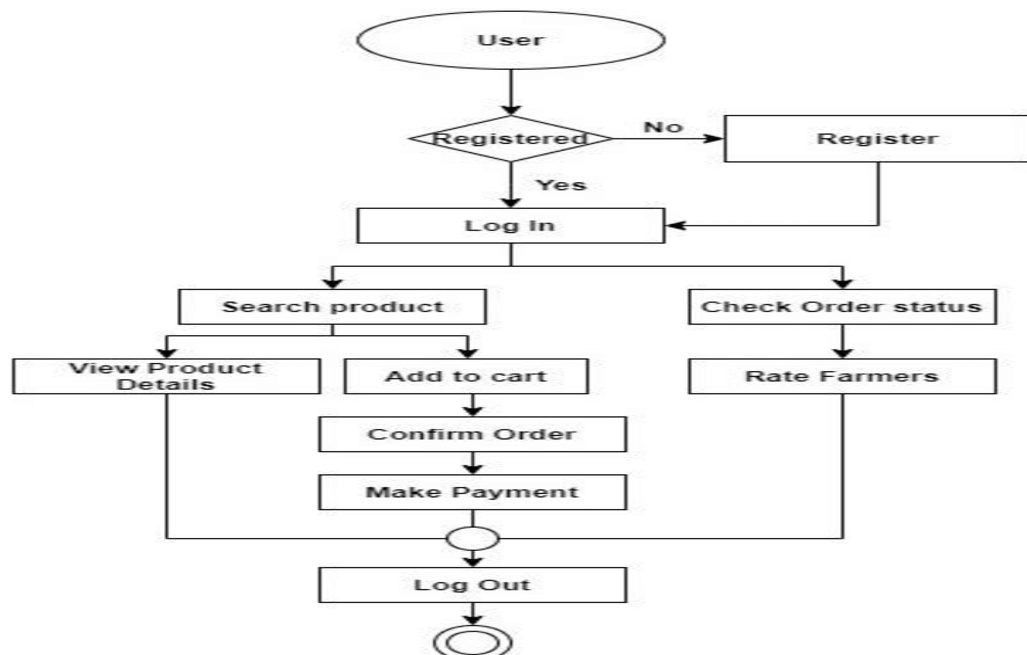 User
Registered
No
Register
Yes
Log In
Search product
Check Order status
View Product
Details
Add to cart
Rate Farmers
Confirm Order
Make Payment
Log Out